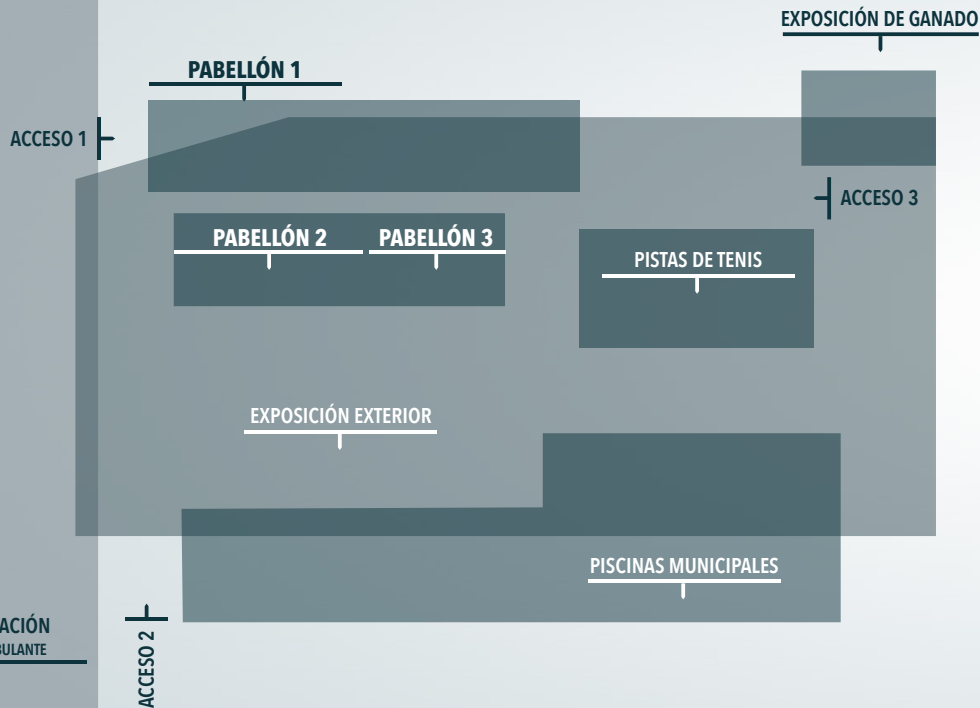 EXPOSICIÓN DE GANADO
PABELLÓN 1
ACCESO 1
ACCESO 3
PABELLÓN 2
PABELLÓN 3
PISTAS DE TENIS
EXPOSICIÓN EXTERIOR
PISCINAS MUNICIPALES
ACCESO 2